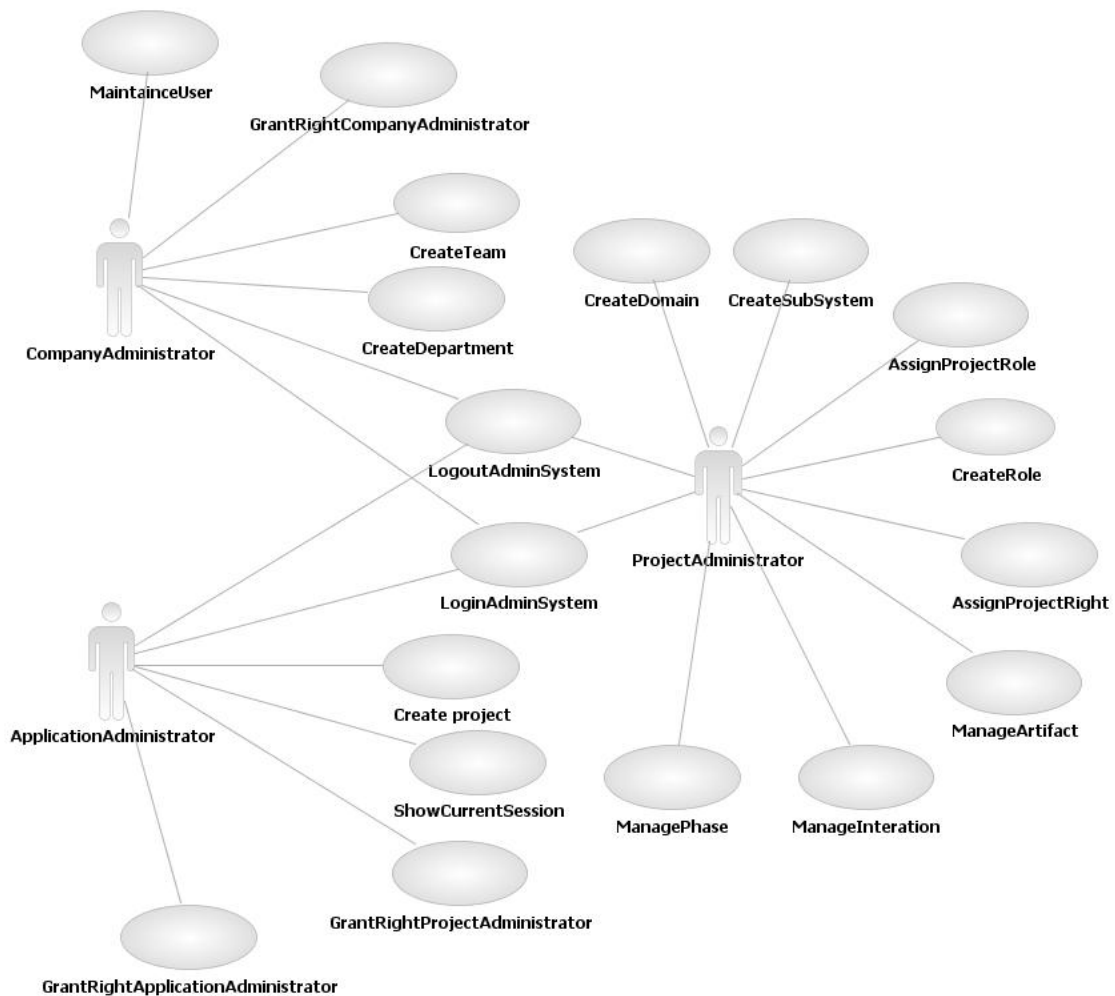 MaintainceUser
GrantRightCompanyAdministrator
CreateTeam
CreateDomain
CreateSubSystem
CreateDepartment
CompanyAdministrator
AssignProjectRole
LogoutAdminSystem
CreateRole
ProjectAdministrator
LoginAdminSystem
AssignProjectRight
Create project
ApplicationAdministrator
ManageArtifact
ShowCurrentSession
ManagePhase
ManageInteration
GrantRightProjectAdministrator
GrantRightApplicationAdministrator